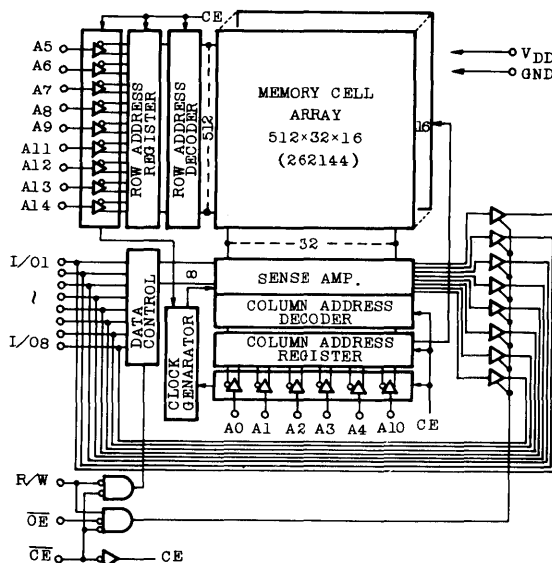 CE
A5
A6
A7
A8
A9
A11
A12
A13
A14
ROW ADDRESS
REGISTER
ROW ADDRESS
DECODER
512
MEMORY CELL
ARRAY
512×32×16
(262144)
16
VDD
GND
32
I/O1
~
I/O8
DATA
CONTROL
8
CLOCK
GENARATOR
SENSE AMP.
COLUMN ADDRESS
DECODER
COLUMN ADDRESS
REGISTER
A0 A1 A2 A3 A4 A10
CE
R/W
OE
CE
CE